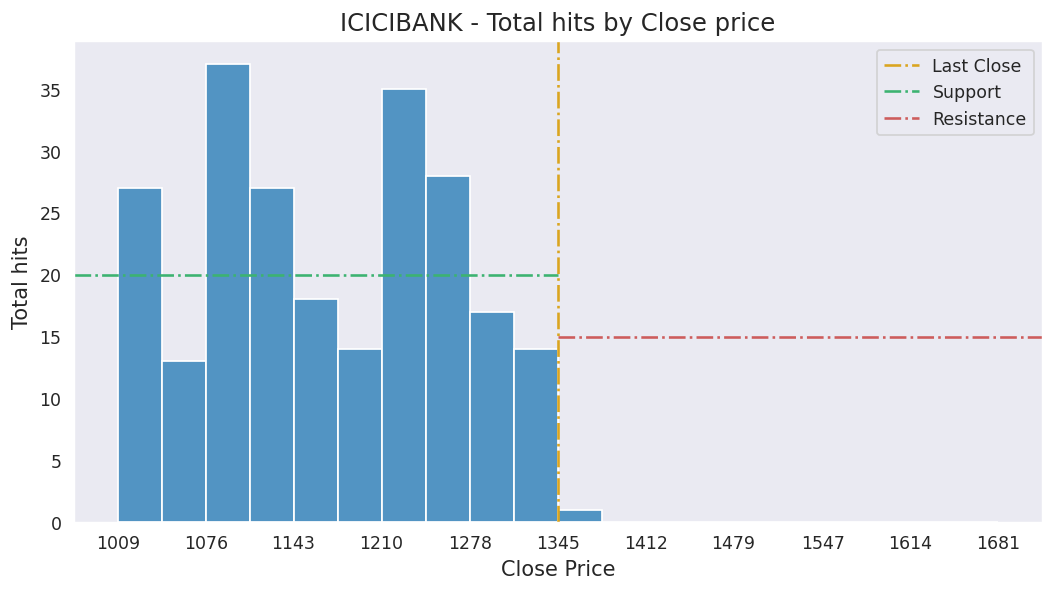 ICICIBANK - Total hits by Close price
Last Close
Support
Resistance
Total hits
35
30
25
20
15
10
5
0
1009 1076 1143 1210 1278 1345 1412 1479 1547 1614 1681
Close Price